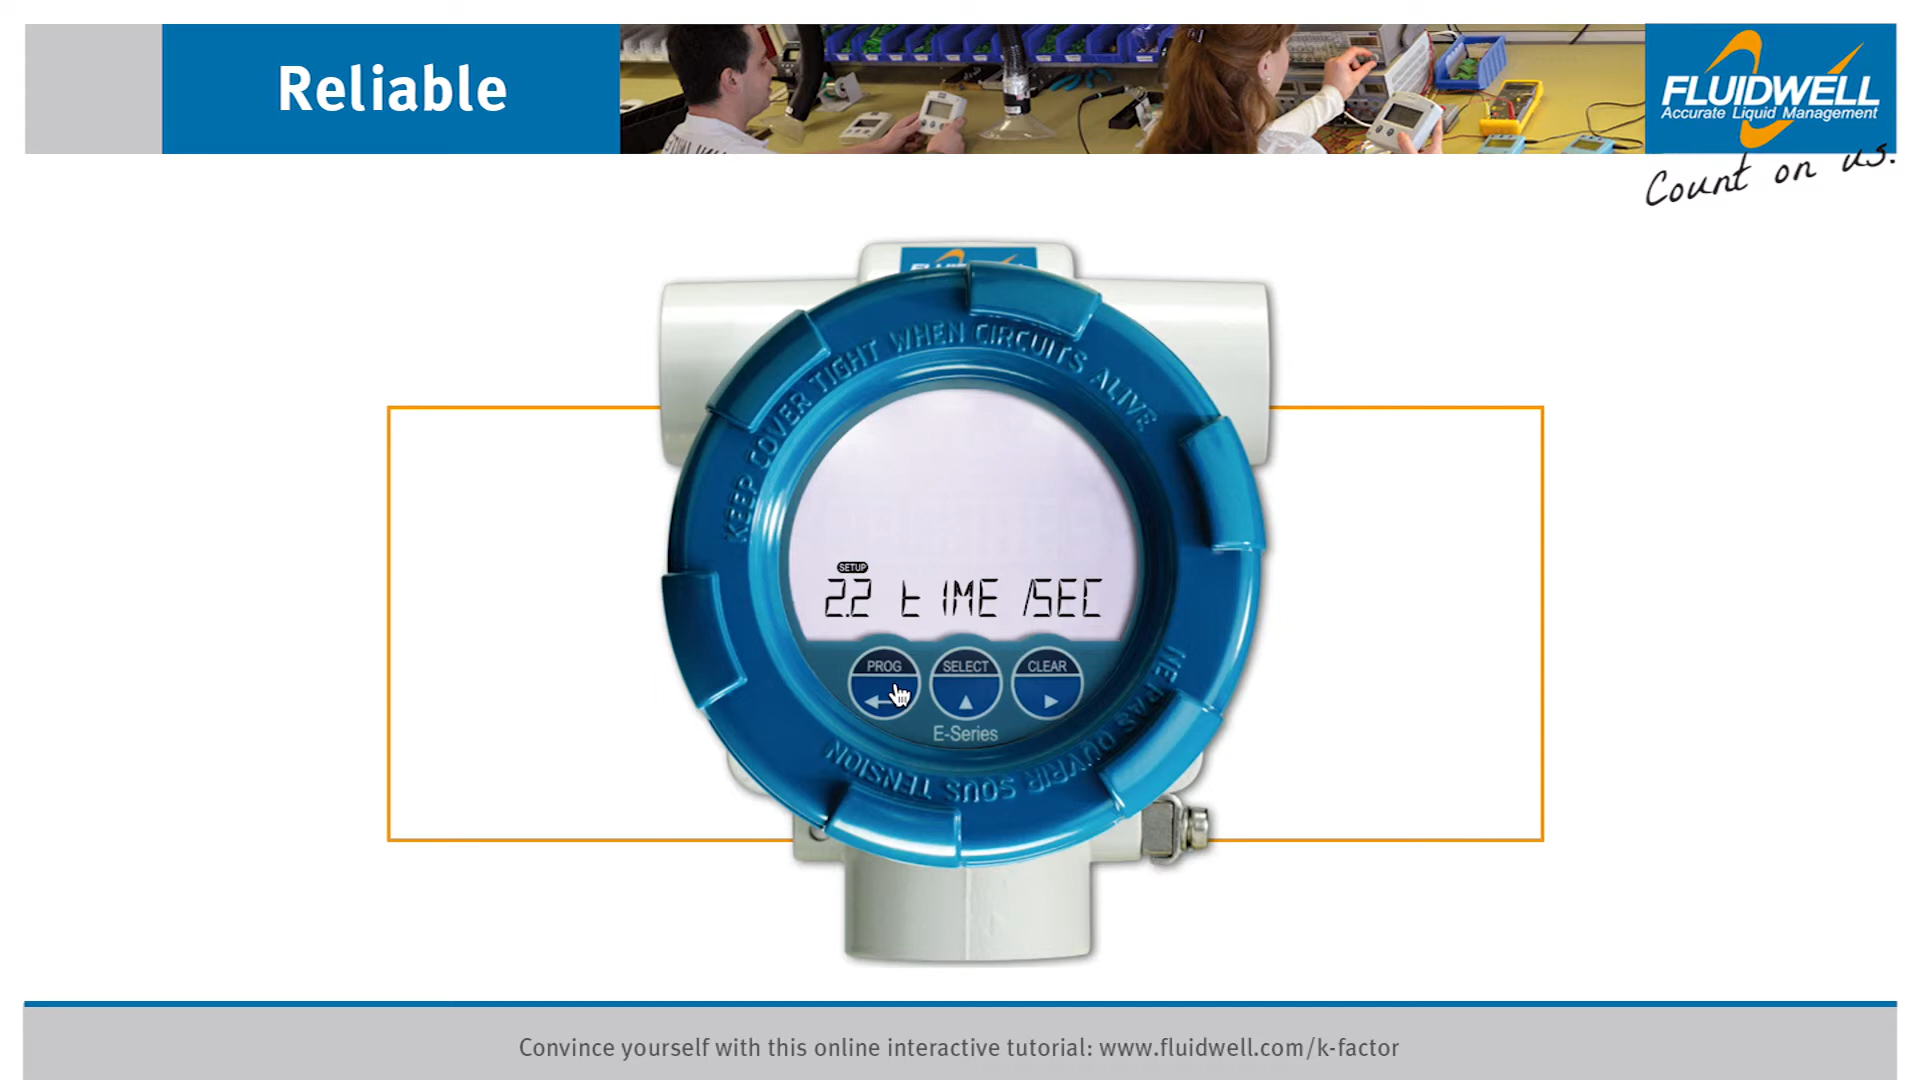 Reliable
FLUIDWELL
Accurate Liquid Management
Count on us.
KEEP COVER TIGHT WHEN CIRCUITS ALIVE
SETUP
2.2 tIME /SEC
PROG
SELECT
CLEAR
E-Series
NE PAS OUVRIR SOUS TENSION
Convince yourself with this online interactive tutorial: www.fluidwell.com/k-factor